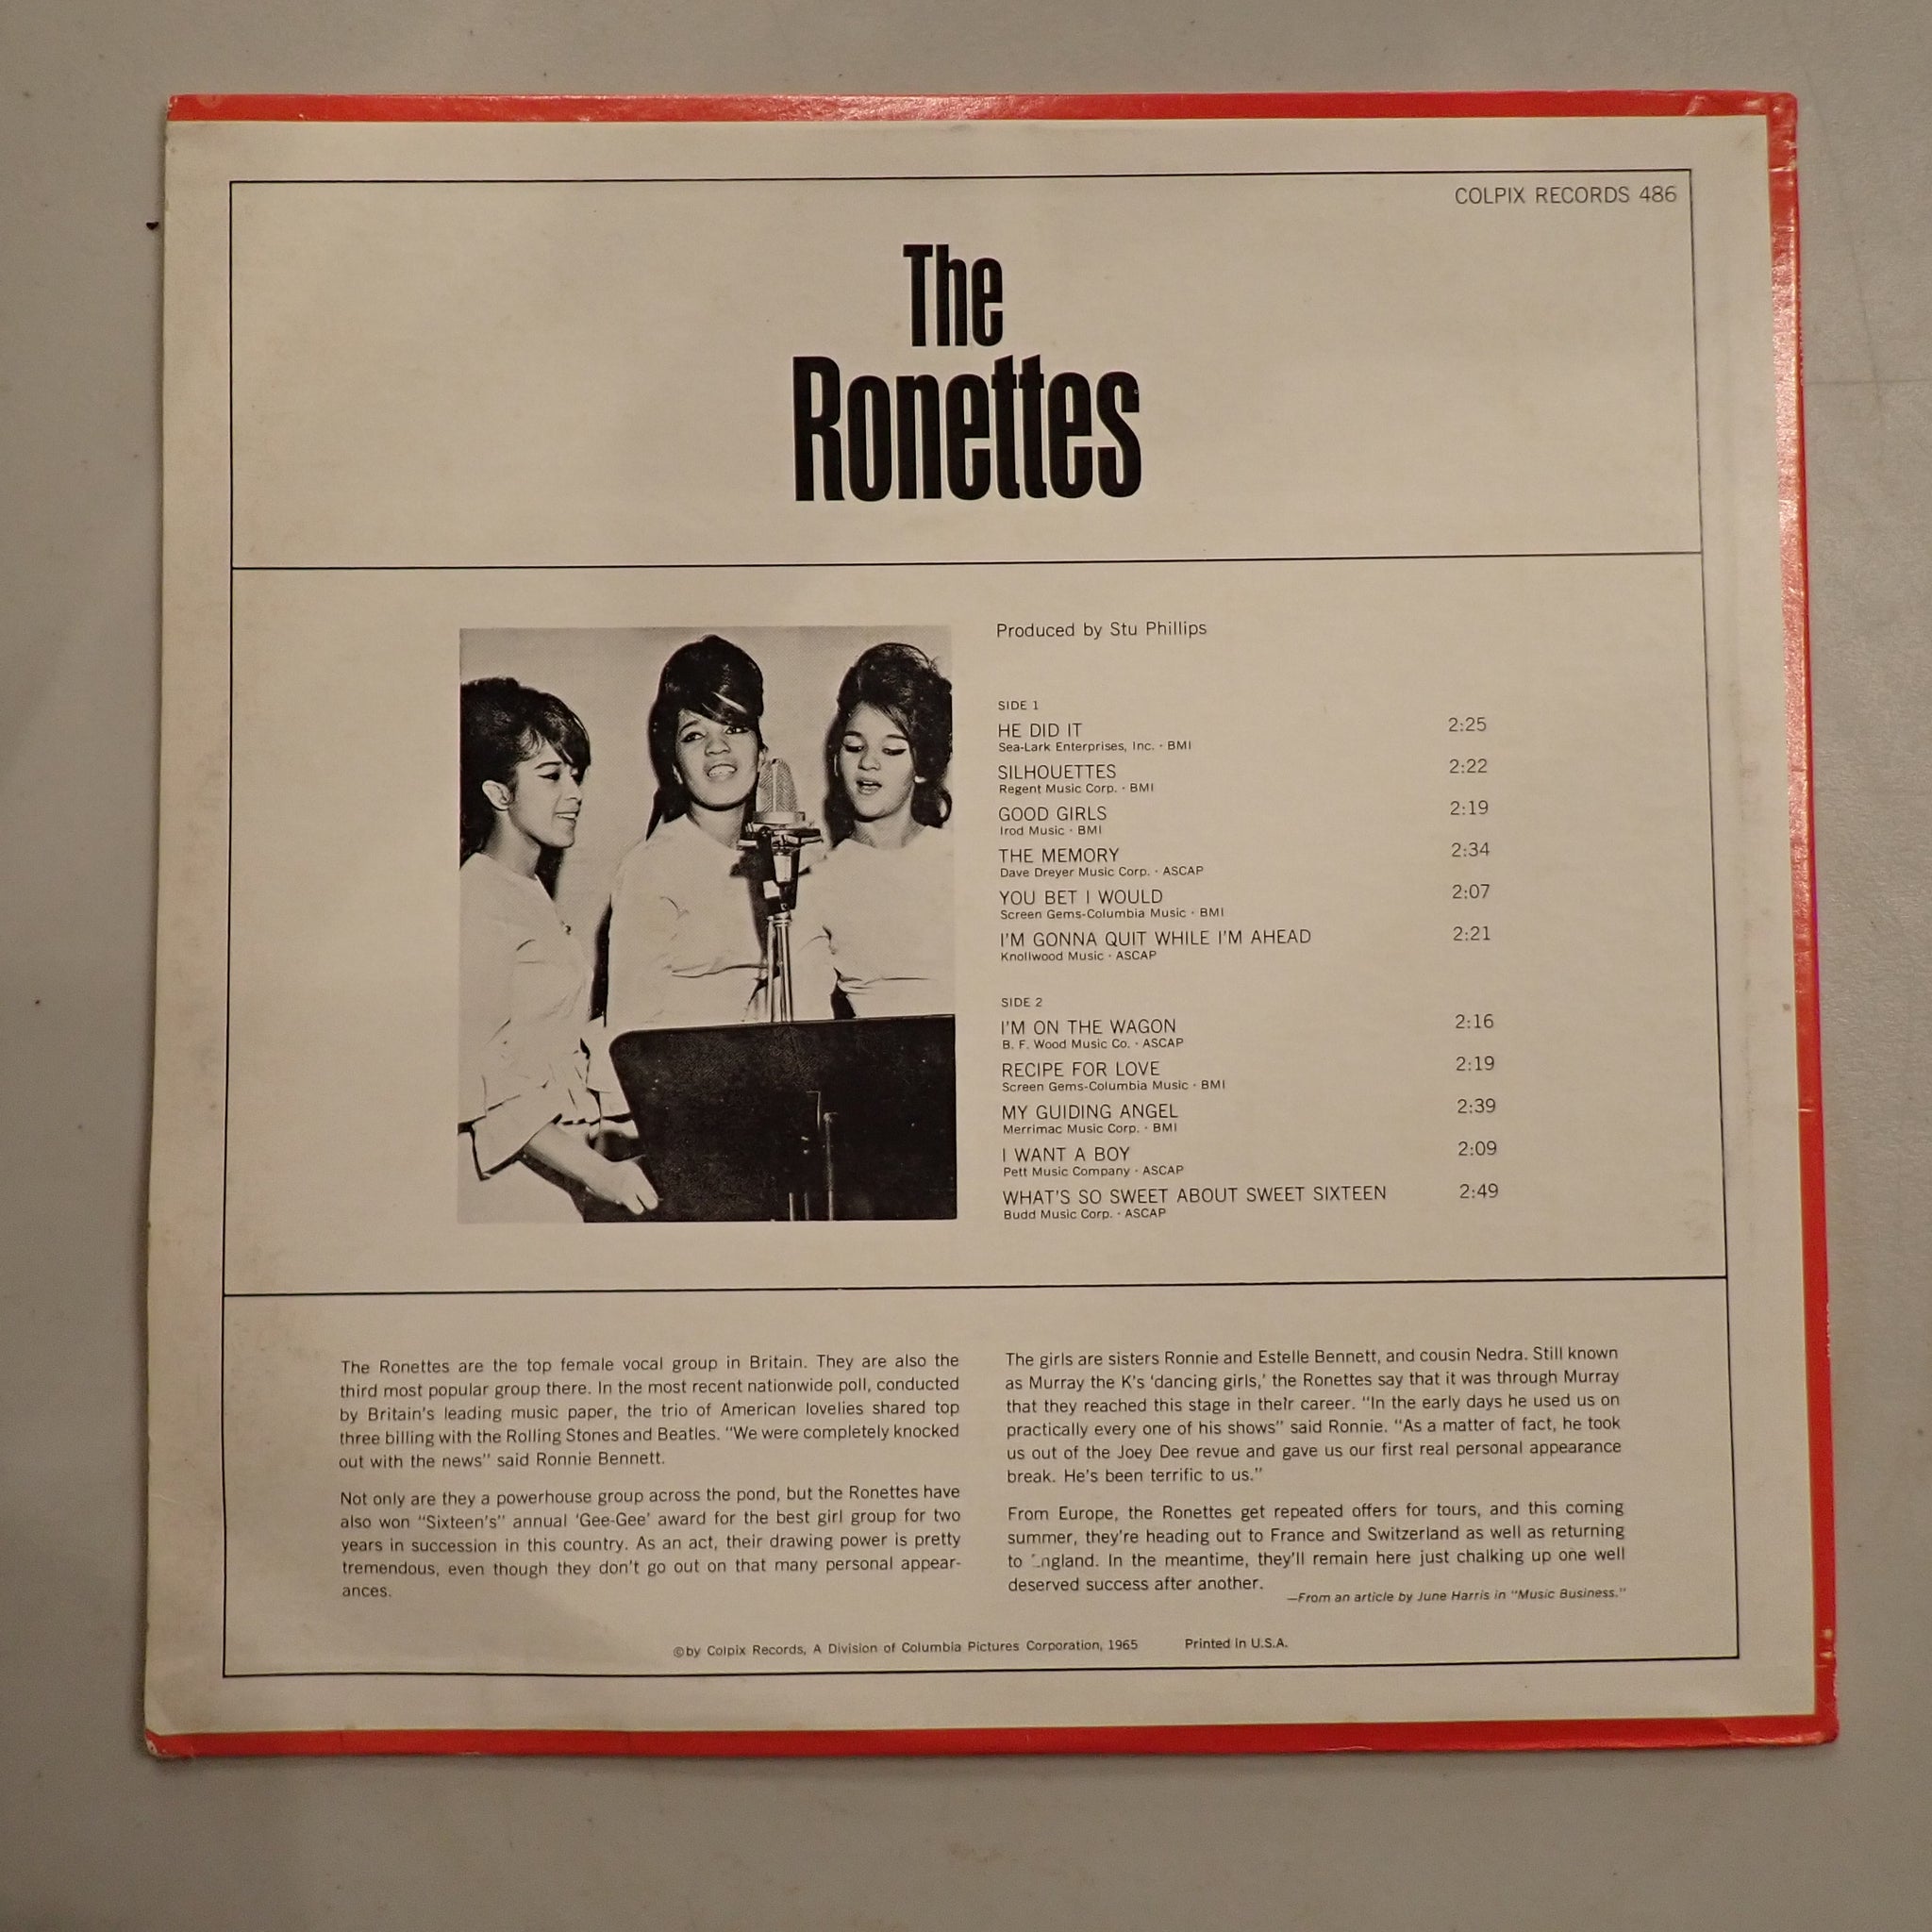 COLPIX RECORDS 486
The
Ronettes
Produced by Stu Phillips
SIDE 1
HE DID IT 2:25
Sea-Lark Enterprises, Inc. · BMI
SILHOUETTES 2:22
Regent Music Corp. · BMI
GOOD GIRLS 2:19
Irod Music · BMI
THE MEMORY 2:34
Dave Dreyer Music Corp. · ASCAP
YOU BET I WOULD 2:07
Screen Gems-Columbia Music · BMI
I'M GONNA QUIT WHILE I'M AHEAD 2:21
Knollwood Music · ASCAP
SIDE 2
I'M ON THE WAGON 2:16
B. F. Wood Music Co. · ASCAP
RECIPE FOR LOVE 2:19
Screen Gems-Columbia Music · BMI
MY GUIDING ANGEL 2:39
Merrimac Music Corp. · BMI
I WANT A BOY 2:09
Pett Music Company · ASCAP
WHAT'S SO SWEET ABOUT SWEET SIXTEEN 2:49
Budd Music Corp. · ASCAP
The Ronettes are the top female vocal group in Britain. They are also the
third most popular group there. In the most recent nationwide poll, conducted
by Britain's leading music paper, the trio of American lovelies shared top
three billing with the Rolling Stones and Beatles. "We were completely knocked
out with the news" said Ronnie Bennett.
Not only are they a powerhouse group across the pond, but the Ronettes have
also won "Sixteen's" annual 'Gee-Gee' award for the best girl group for two
years in succession in this country. As an act, their drawing power is pretty
tremendous, even though they don't go out on that many personal appear-
ances.
The girls are sisters Ronnie and Estelle Bennett, and cousin Nedra. Still known
as Murray the K's 'dancing girls,' the Ronettes say that it was through Murray
that they reached this stage in their career. "In the early days he used us on
practically every one of his shows" said Ronnie. "As a matter of fact, he took
us out of the Joey Dee revue and gave us our first real personal appearance
break. He's been terrific to us."
From Europe, the Ronettes get repeated offers for tours, and this coming
summer, they're heading out to France and Switzerland as well as returning
to England. In the meantime, they'll remain here just chalking up one well
deserved success after another.
—From an article by June Harris in "Music Business."
©by Colpix Records, A Division of Columbia Pictures Corporation, 1965 Printed in U.S.A.